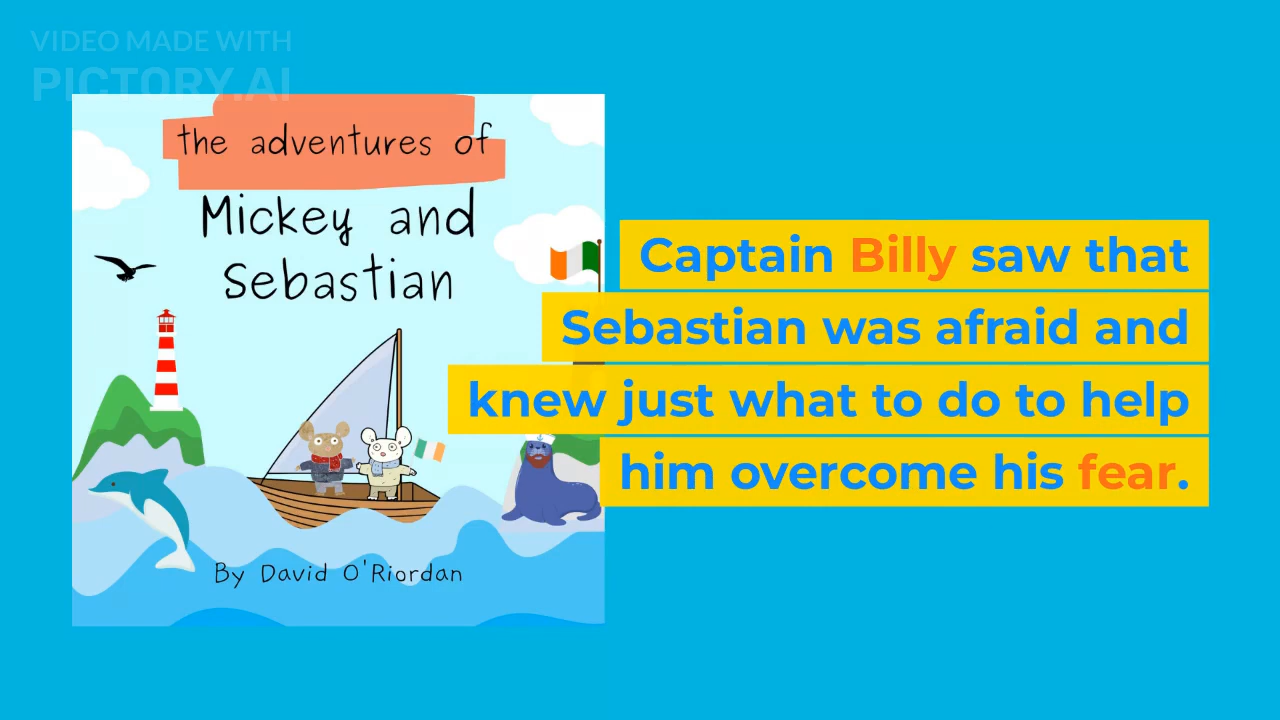 VIDEO MADE WITH
PICTORY.AI
the adventures of
Mickey and
Sebastian
By David O'Riordan
Captain Billy saw that
Sebastian was afraid and
knew just what to do to help
him overcome his fear.